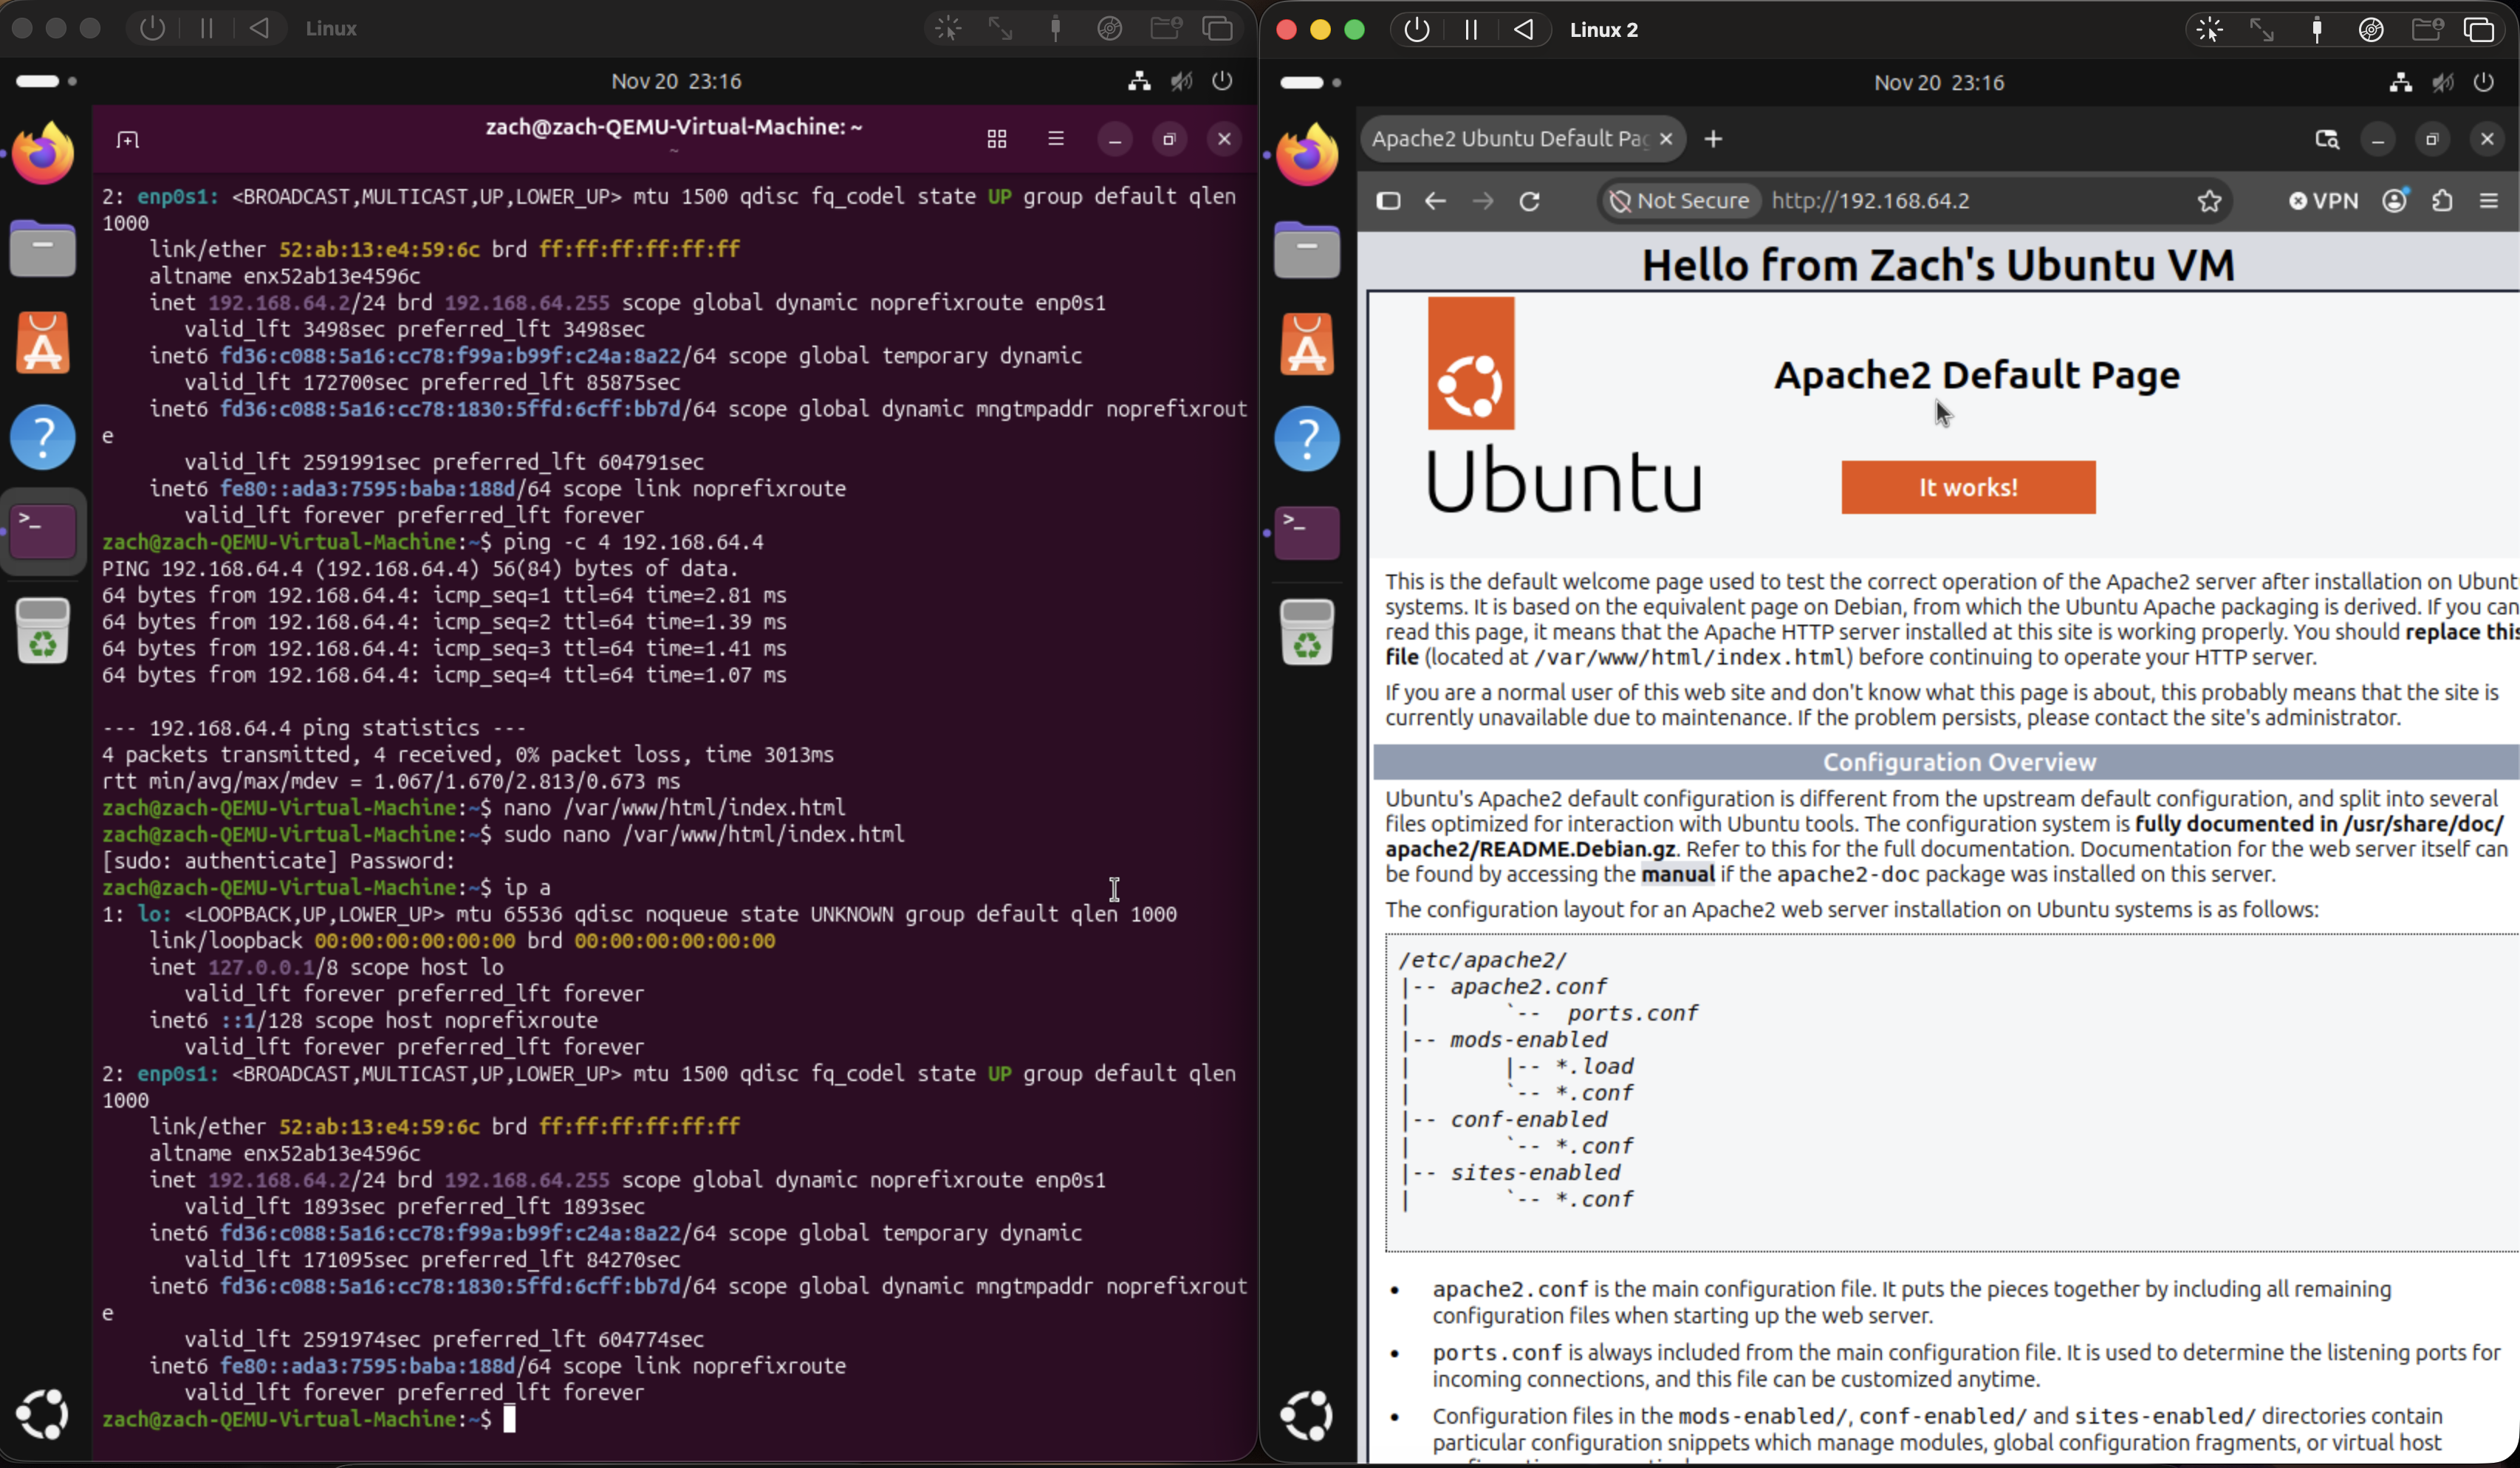 Linux
Nov 20 23:16
zach@zach-QEMU-Virtual-Machine: ~
~
2: enp0s1: <BROADCAST,MULTICAST,UP,LOWER_UP> mtu 1500 qdisc fq_codel state UP group default qlen
1000
link/ether 52:ab:13:e4:59:6c brd ff:ff:ff:ff:ff:ff
altname enx52ab13e4596c
inet 192.168.64.2/24 brd 192.168.64.255 scope global dynamic noprefixroute enp0s1
valid_lft 3498sec preferred_lft 3498sec
inet6 fd36:c088:5a16:cc78:f99a:b99f:c24a:8a22/64 scope global temporary dynamic
valid_lft 172700sec preferred_lft 85875sec
inet6 fd36:c088:5a16:cc78:1830:5ffd:6cff:bb7d/64 scope global dynamic mngtmpaddr noprefixrout
e
valid_lft 2591991sec preferred_lft 604791sec
inet6 fe80::ada3:7595:baba:188d/64 scope link noprefixroute
valid_lft forever preferred_lft forever
zach@zach-QEMU-Virtual-Machine:~$ ping -c 4 192.168.64.4
PING 192.168.64.4 (192.168.64.4) 56(84) bytes of data.
64 bytes from 192.168.64.4: icmp_seq=1 ttl=64 time=2.81 ms
64 bytes from 192.168.64.4: icmp_seq=2 ttl=64 time=1.39 ms
64 bytes from 192.168.64.4: icmp_seq=3 ttl=64 time=1.41 ms
64 bytes from 192.168.64.4: icmp_seq=4 ttl=64 time=1.07 ms
--- 192.168.64.4 ping statistics ---
4 packets transmitted, 4 received, 0% packet loss, time 3013ms
rtt min/avg/max/mdev = 1.067/1.670/2.813/0.673 ms
zach@zach-QEMU-Virtual-Machine:~$ nano /var/www/html/index.html
zach@zach-QEMU-Virtual-Machine:~$ sudo nano /var/www/html/index.html
[sudo: authenticate] Password:
zach@zach-QEMU-Virtual-Machine:~$ ip a
1: lo: <LOOPBACK,UP,LOWER_UP> mtu 65536 qdisc noqueue state UNKNOWN group default qlen 1000
link/loopback 00:00:00:00:00:00 brd 00:00:00:00:00:00
inet 127.0.0.1/8 scope host lo
valid_lft forever preferred_lft forever
inet6 ::1/128 scope host noprefixroute
valid_lft forever preferred_lft forever
2: enp0s1: <BROADCAST,MULTICAST,UP,LOWER_UP> mtu 1500 qdisc fq_codel state UP group default qlen
1000
link/ether 52:ab:13:e4:59:6c brd ff:ff:ff:ff:ff:ff
altname enx52ab13e4596c
inet 192.168.64.2/24 brd 192.168.64.255 scope global dynamic noprefixroute enp0s1
valid_lft 1893sec preferred_lft 1893sec
inet6 fd36:c088:5a16:cc78:f99a:b99f:c24a:8a22/64 scope global temporary dynamic
valid_lft 171095sec preferred_lft 84270sec
inet6 fd36:c088:5a16:cc78:1830:5ffd:6cff:bb7d/64 scope global dynamic mngtmpaddr noprefixrout
e
valid_lft 2591974sec preferred_lft 604774sec
inet6 fe80::ada3:7595:baba:188d/64 scope link noprefixroute
valid_lft forever preferred_lft forever
zach@zach-QEMU-Virtual-Machine:~$
Linux 2
Nov 20 23:16
Apache2 Ubuntu Default Pag
Not Secure http://192.168.64.2
VPN
Hello from Zach's Ubuntu VM
Apache2 Default Page
Ubuntu
It works!
This is the default welcome page used to test the correct operation of the Apache2 server after installation on Ubunt
systems. It is based on the equivalent page on Debian, from which the Ubuntu Apache packaging is derived. If you can
read this page, it means that the Apache HTTP server installed at this site is working properly. You should replace this
file (located at /var/www/html/index.html) before continuing to operate your HTTP server.
If you are a normal user of this web site and don't know what this page is about, this probably means that the site is
currently unavailable due to maintenance. If the problem persists, please contact the site's administrator.
Configuration Overview
Ubuntu's Apache2 default configuration is different from the upstream default configuration, and split into several
files optimized for interaction with Ubuntu tools. The configuration system is fully documented in /usr/share/doc/
apache2/README.Debian.gz. Refer to this for the full documentation. Documentation for the web server itself can
be found by accessing the manual if the apache2-doc package was installed on this server.
The configuration layout for an Apache2 web server installation on Ubuntu systems is as follows:
/etc/apache2/
|-- apache2.conf
|       `--  ports.conf
|-- mods-enabled
|       |-- *.load
|       `-- *.conf
|-- conf-enabled
|       `-- *.conf
|-- sites-enabled
|       `-- *.conf
• apache2.conf is the main configuration file. It puts the pieces together by including all remaining
configuration files when starting up the web server.
• ports.conf is always included from the main configuration file. It is used to determine the listening ports for
incoming connections, and this file can be customized anytime.
• Configuration files in the mods-enabled/, conf-enabled/ and sites-enabled/ directories contain
particular configuration snippets which manage modules, global configuration fragments, or virtual host